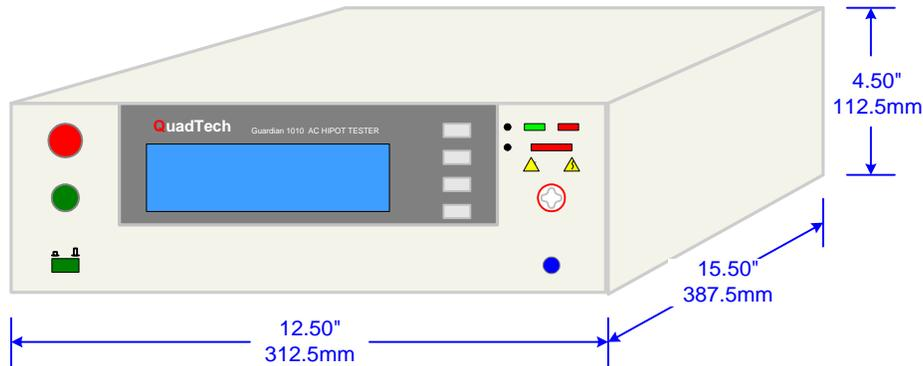 QuadTech
Guardian 1010 AC HIPOT TESTER
4.50"
112.5mm
15.50"
387.5mm
12.50"
312.5mm